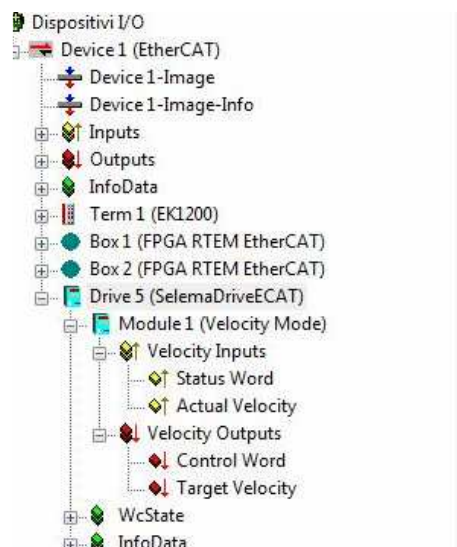 Dispositivi I/O
Device 1 (EtherCAT)
Device 1-Image
Device 1-Image-Info
Inputs
Outputs
InfoData
Term 1 (EK1200)
Box 1 (FPGA RTEM EtherCAT)
Box 2 (FPGA RTEM EtherCAT)
Drive 5 (SelemaDriveECAT)
Module 1 (Velocity Mode)
Velocity Inputs
Status Word
Actual Velocity
Velocity Outputs
Control Word
Target Velocity
WcState
InfoData